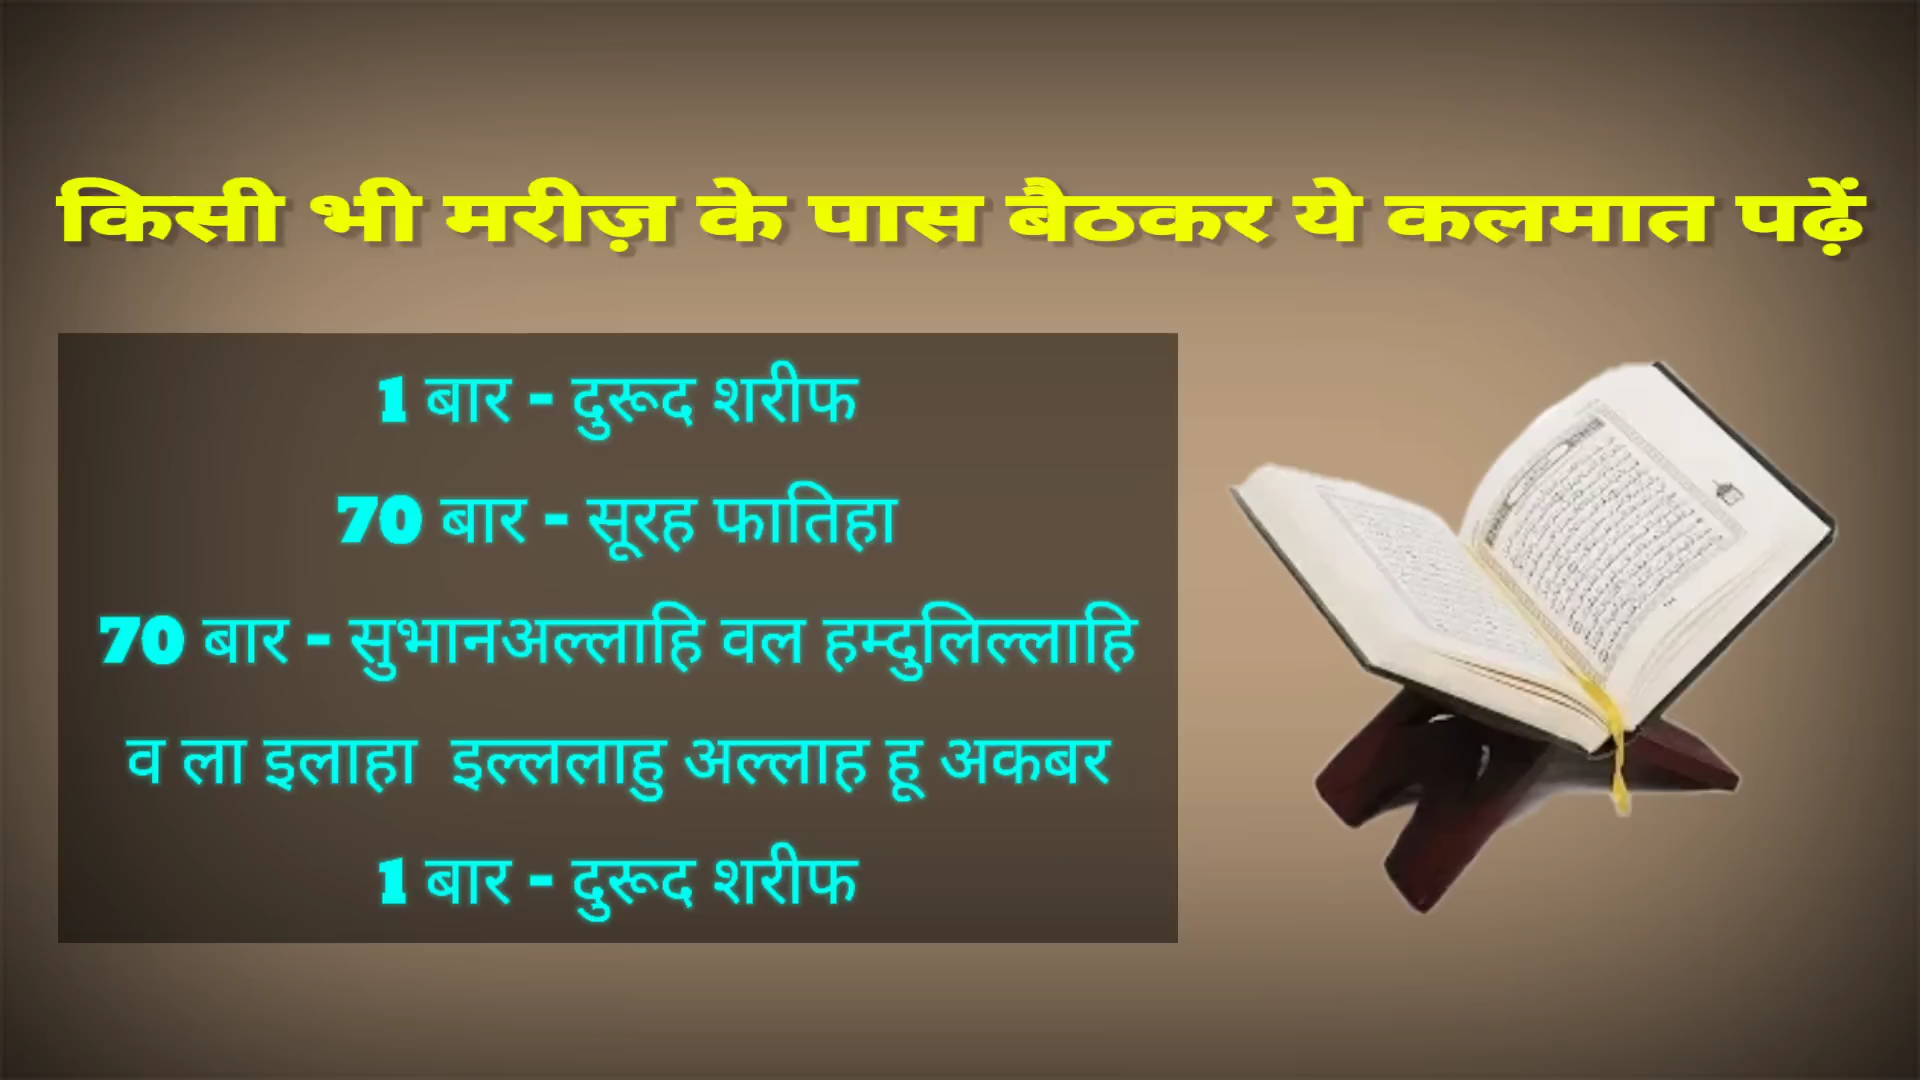 किसी भी मरीज़ के पास बैठकर ये कलमात पढ़ें
1 बार - दुरूद शरीफ
70 बार - सूरह फातिहा
70 बार - सुभानअल्लाहि वल हम्दुलिल्लाहि
व ला इलाहा इल्ललाहु अल्लाह हू अकबर
1 बार - दुरूद शरीफ